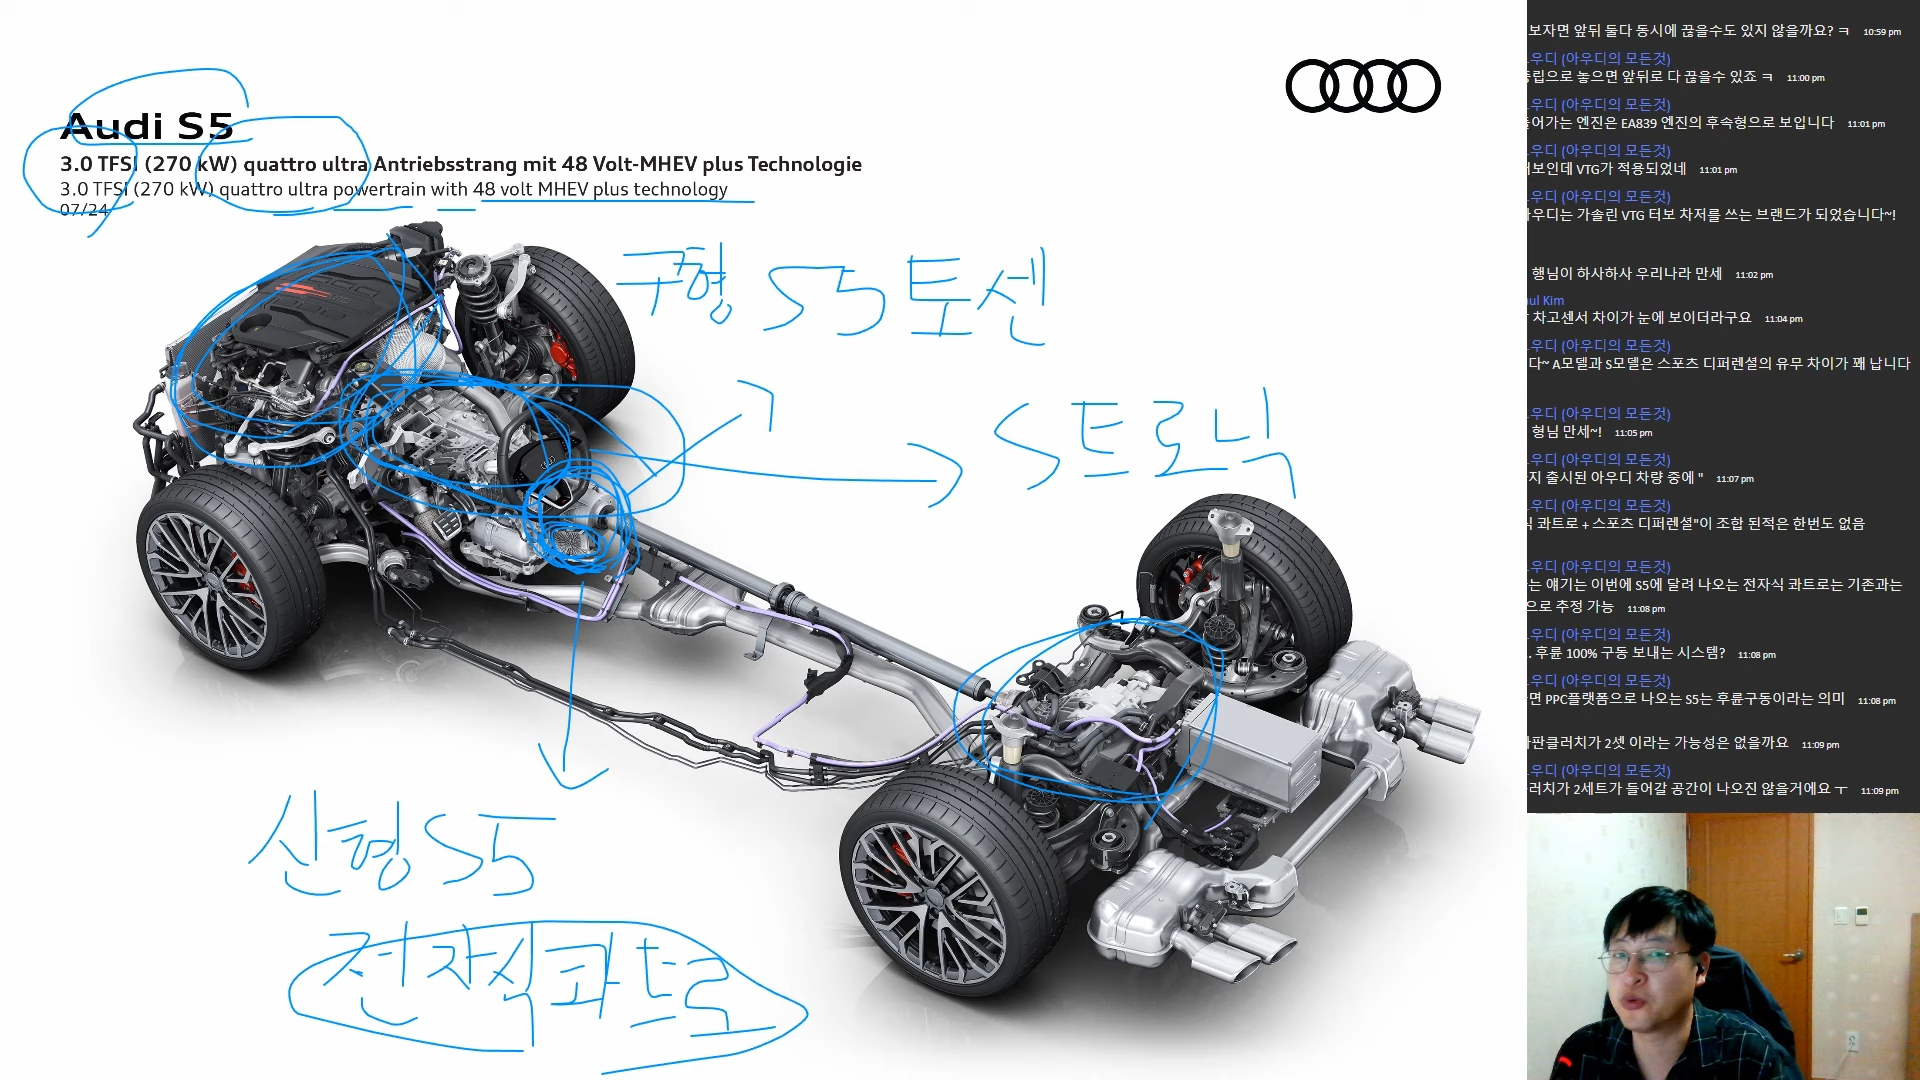 Audi S5
3.0 TFSI (270 kW) quattro ultra Antriebsstrang mit 48 Volt-MHEV plus Technologie
3.0 TFSI (270 kW) quattro ultra powertrain with 48 volt MHEV plus technology
07/24
구형 S5 토센
S 트로닉
신형 S5
전자식 콰트로
보자면 앞뒤 둘다 동시에 끊을수도 있지 않을까요? ㅋ 10:59 pm
우디 (아우디의 모든것)
립으로 놓으면 앞뒤로 다 끊을수 있죠 ㅋ 11:00 pm
우디 (아우디의 모든것)
들어가는 엔진은 EA839 엔진의 후속형으로 보입니다 11:01 pm
우디 (아우디의 모든것)
터보인데 VTG가 적용되었네 11:01 pm
우디 (아우디의 모든것)
아우디는 가솔린 VTG 터보 차저를 쓰는 브랜드가 되었습니다~!
행님이 하사하사 우리나라 만세 11:02 pm
ul Kim
차고센서 차이가 눈에 보이더라구요 11:04 pm
우디 (아우디의 모든것)
다~ A모델과 S모델은 스포츠 디퍼렌셜의 유무 차이가 꽤 납니다
우디 (아우디의 모든것)
형님 만세~! 11:05 pm
우디 (아우디의 모든것)
지 출시된 아우디 차량 중에 " 11:07 pm
우디 (아우디의 모든것)
식 콰트로 + 스포츠 디퍼렌셜"이 조합 된적은 한번도 없음
우디 (아우디의 모든것)
는 얘기는 이번에 S5에 달려 나오는 전자식 콰트로는 기존과는
으로 추정 가능 11:08 pm
우디 (아우디의 모든것)
. 후륜 100% 구동 보내는 시스템? 11:08 pm
우디 (아우디의 모든것)
면 PPC플랫폼으로 나오는 S5는 후륜구동이라는 의미 11:08 pm
판클러치가 2셋 이라는 가능성은 없을까요 11:09 pm
우디 (아우디의 모든것)
러치가 2세트가 들어갈 공간이 나오진 않을거에요 ㅜ 11:09 pm